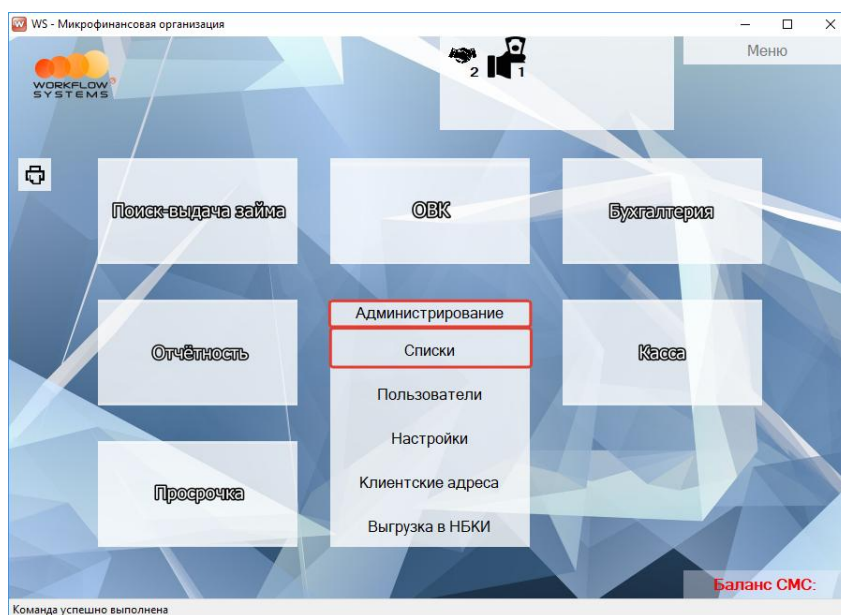 WS - Микрофинансовая организация
Меню
2 1
WORKFLOW
SYSTEMS
Поиск-выдача займа
ОВК
Бухгалтерия
Администрирование
Отчётность
Списки
Касса
Пользователи
Настройки
Клиентские адреса
Просрочка
Выгрузка в НБКИ
Баланс СМС:
Команда успешно выполнена